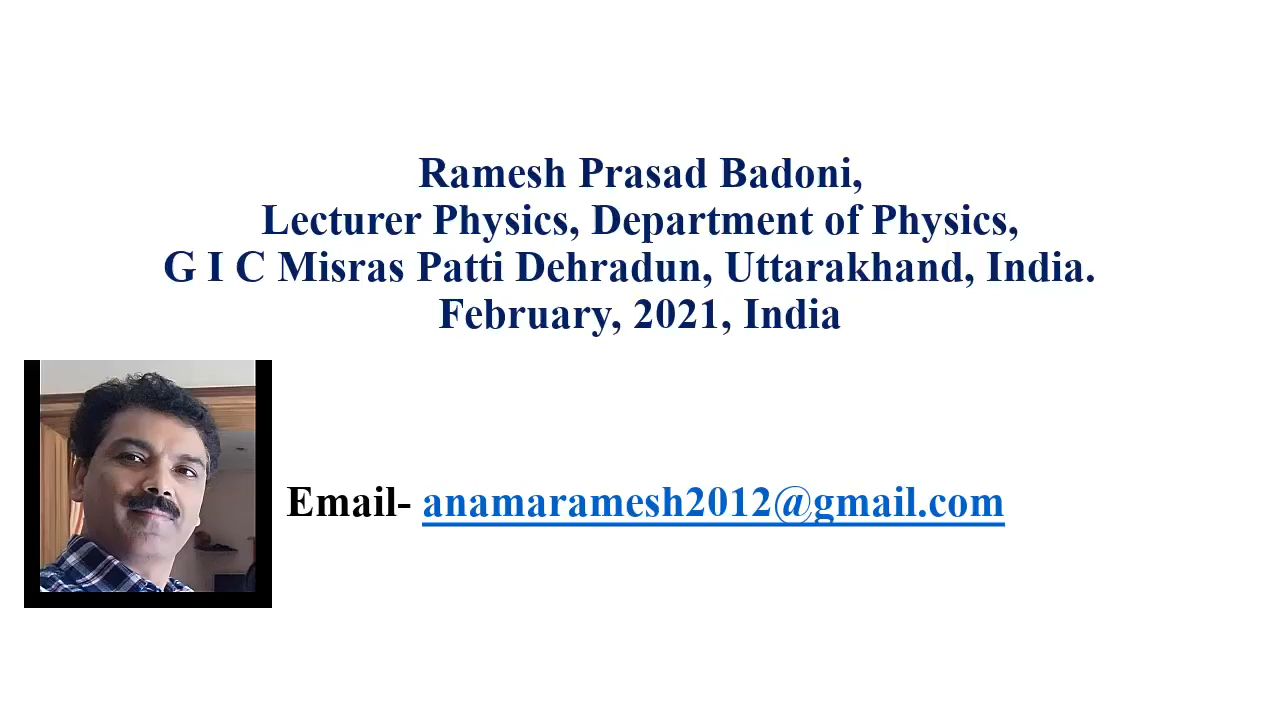 Ramesh Prasad Badoni,
Lecturer Physics, Department of Physics,
G I C Misras Patti Dehradun, Uttarakhand, India.
February, 2021, India
Email- anamaramesh2012@gmail.com